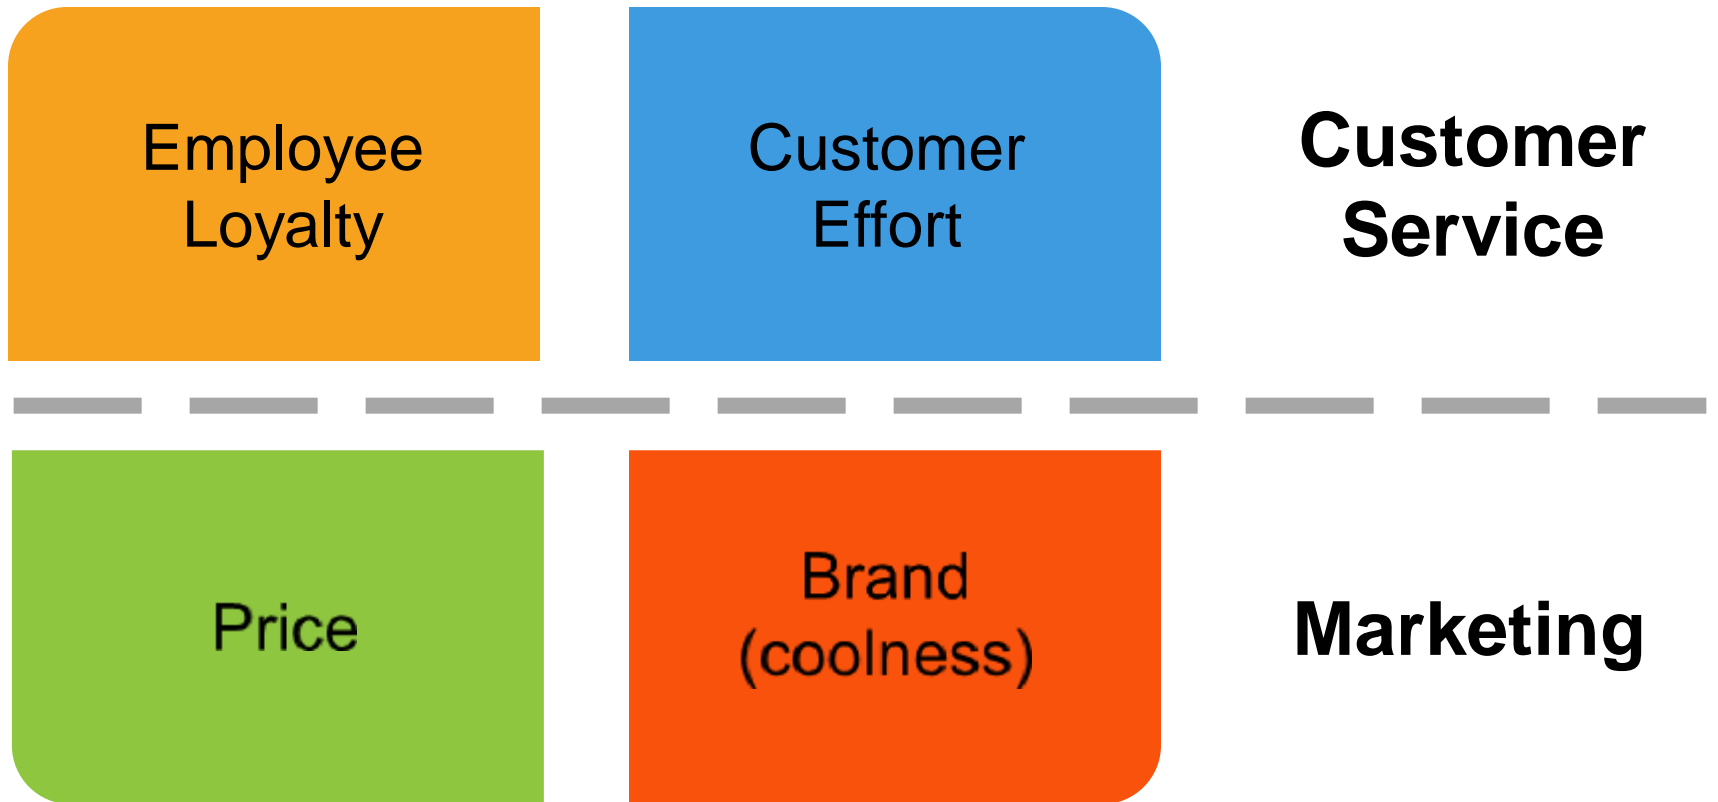 Employee
Loyalty
Customer
Effort
Customer
Service
Price
Brand
(coolness)
Marketing